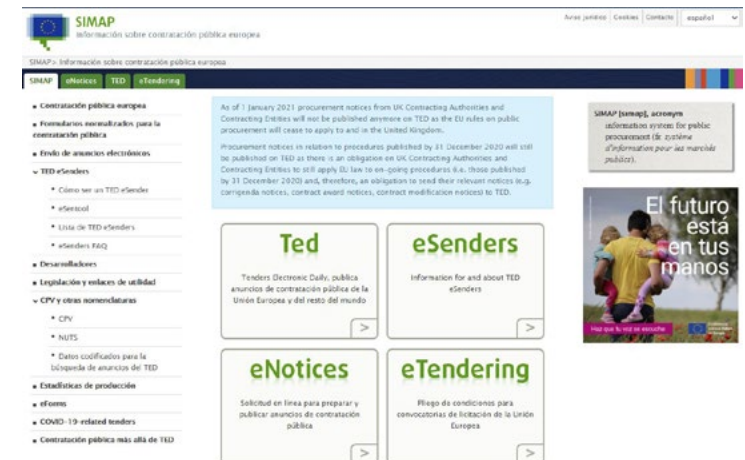 SIMAP
información sobre contratación pública europea
Aviso jurídico Cookies Contacto español
SIMAP> Información sobre contratación pública europea
SIMAP eNotices TED eTendering
Contratación pública europea
Formularios normalizados para la
contratación pública
Envío de anuncios electrónicos
TED eSenders
Cómo ser un TED eSender
eSentool
Lista de TED eSenders
eSenders FAQ
Desarrolladores
Legislación y enlaces de utilidad
CPV y otras nomenclaturas
CPV
NUTS
Datos codificados para la
búsqueda de anuncios del TED
Estadísticas de producción
eForms
COVID-19-related tenders
Contratación pública más allá de TED
As of 1 January 2021 procurement notices from UK Contracting Authorities and
Contracting Entities will not be published anymore on TED as the EU rules on public
procurement will cease to apply to and in the United Kingdom.
Procurement notices in relation to procedures published by 31 December 2020 will still
be published on TED as there is an obligation on UK Contracting Authorities and
Contracting Entities to still apply EU law to on-going procedures (i.e. those published
by 31 December 2020) and, therefore, an obligation to send their relevant notices (e.g.
corrigenda notices, contract award notices, contract modification notices) to TED.
Ted
Tenders Electronic Daily, publica
anuncios de contratación pública de la
Unión Europea y del resto del mundo
>
eSenders
Information for and about TED
eSenders
>
eNotices
Solicitud en línea para preparar y
publicar anuncios de contratación
pública
>
eTendering
Pliego de condiciones para
convocatorias de licitación de la Unión
Europea
>
SIMAP [simap], acronym
information system for public
procurement (fr. système
d'information pour les marchés
publics).
El futuro
está
en tus
manos
Haz que tu voz se escuche